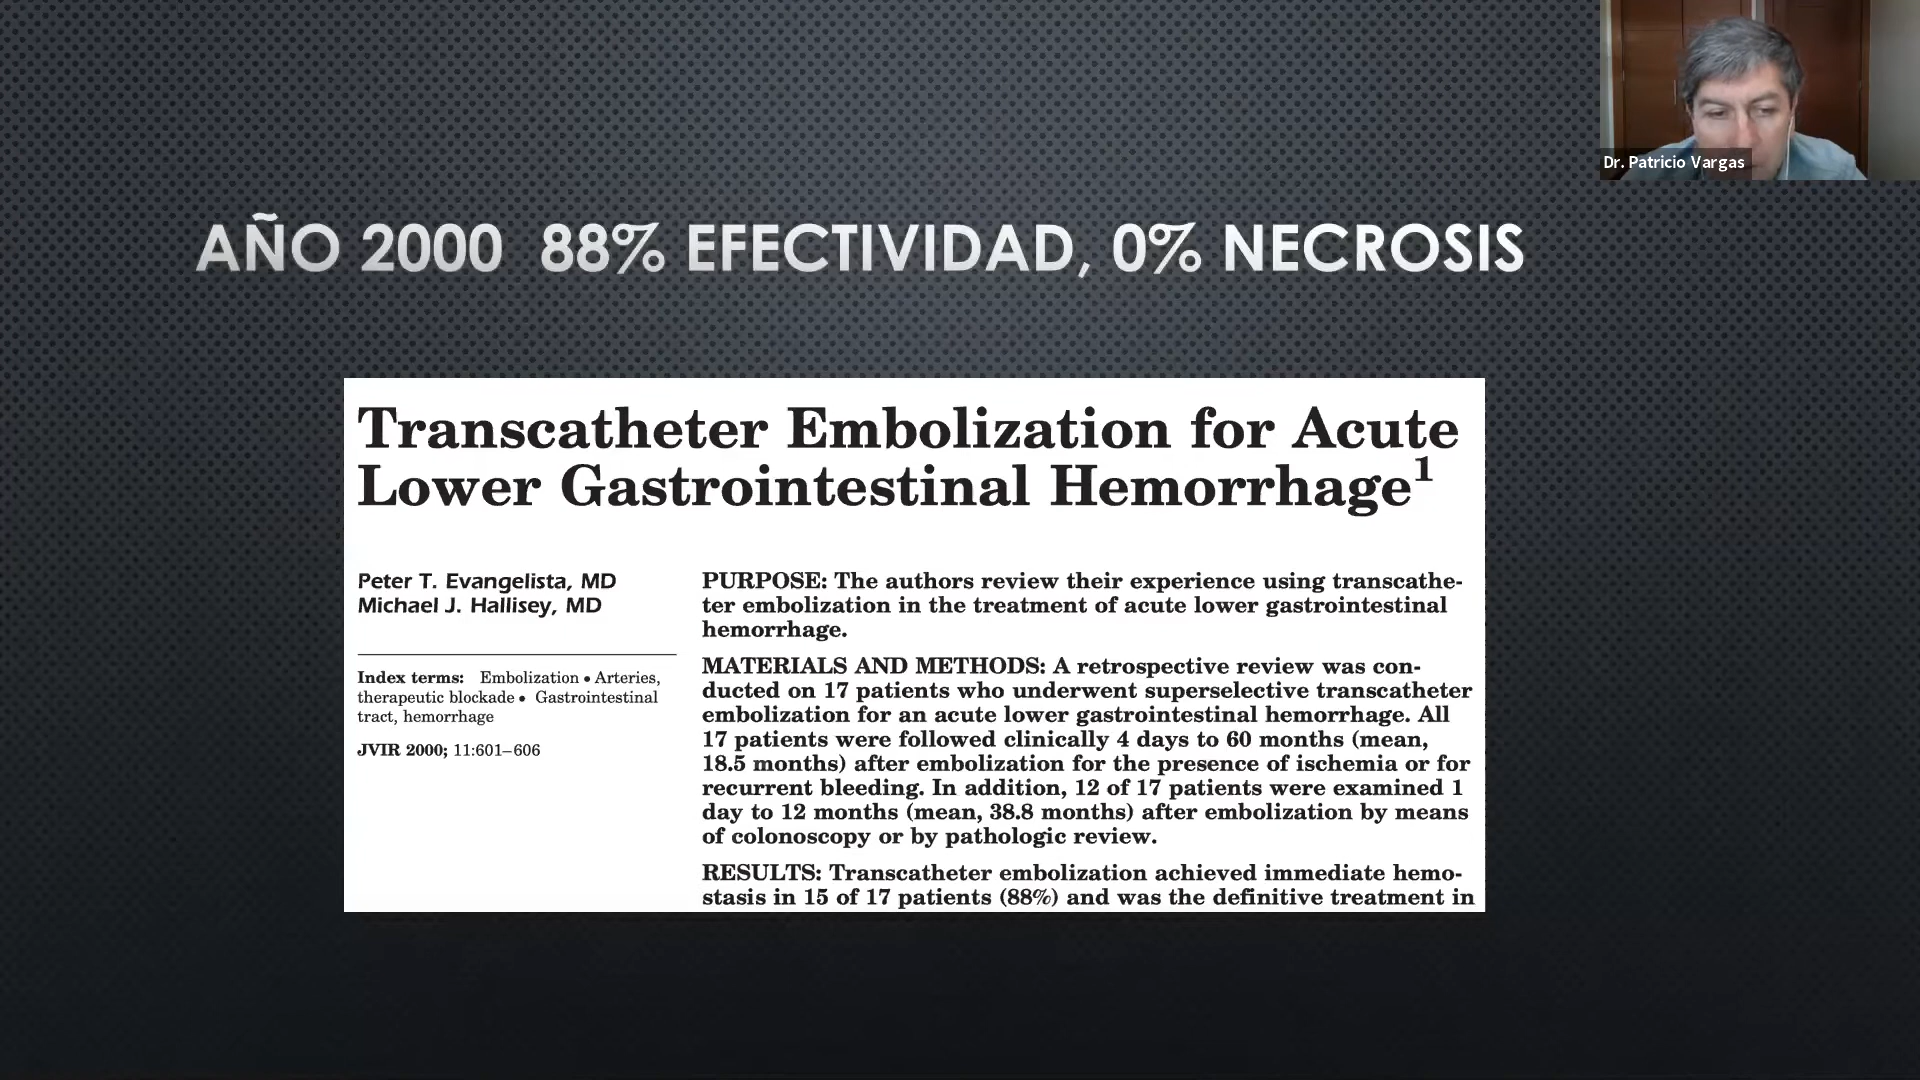 Dr. Patricio Vargas
AÑO 2000  88% EFECTIVIDAD, 0% NECROSIS
Transcatheter Embolization for Acute
Lower Gastrointestinal Hemorrhage¹
Peter T. Evangelista, MD
Michael J. Hallisey, MD
Index terms: Embolization • Arteries,
therapeutic blockade • Gastrointestinal
tract, hemorrhage
JVIR 2000; 11:601–606
PURPOSE: The authors review their experience using transcathe-
ter embolization in the treatment of acute lower gastrointestinal
hemorrhage.
MATERIALS AND METHODS: A retrospective review was con-
ducted on 17 patients who underwent superselective transcatheter
embolization for an acute lower gastrointestinal hemorrhage. All
17 patients were followed clinically 4 days to 60 months (mean,
18.5 months) after embolization for the presence of ischemia or for
recurrent bleeding. In addition, 12 of 17 patients were examined 1
day to 12 months (mean, 38.8 months) after embolization by means
of colonoscopy or by pathologic review.
RESULTS: Transcatheter embolization achieved immediate hemo-
stasis in 15 of 17 patients (88%) and was the definitive treatment in